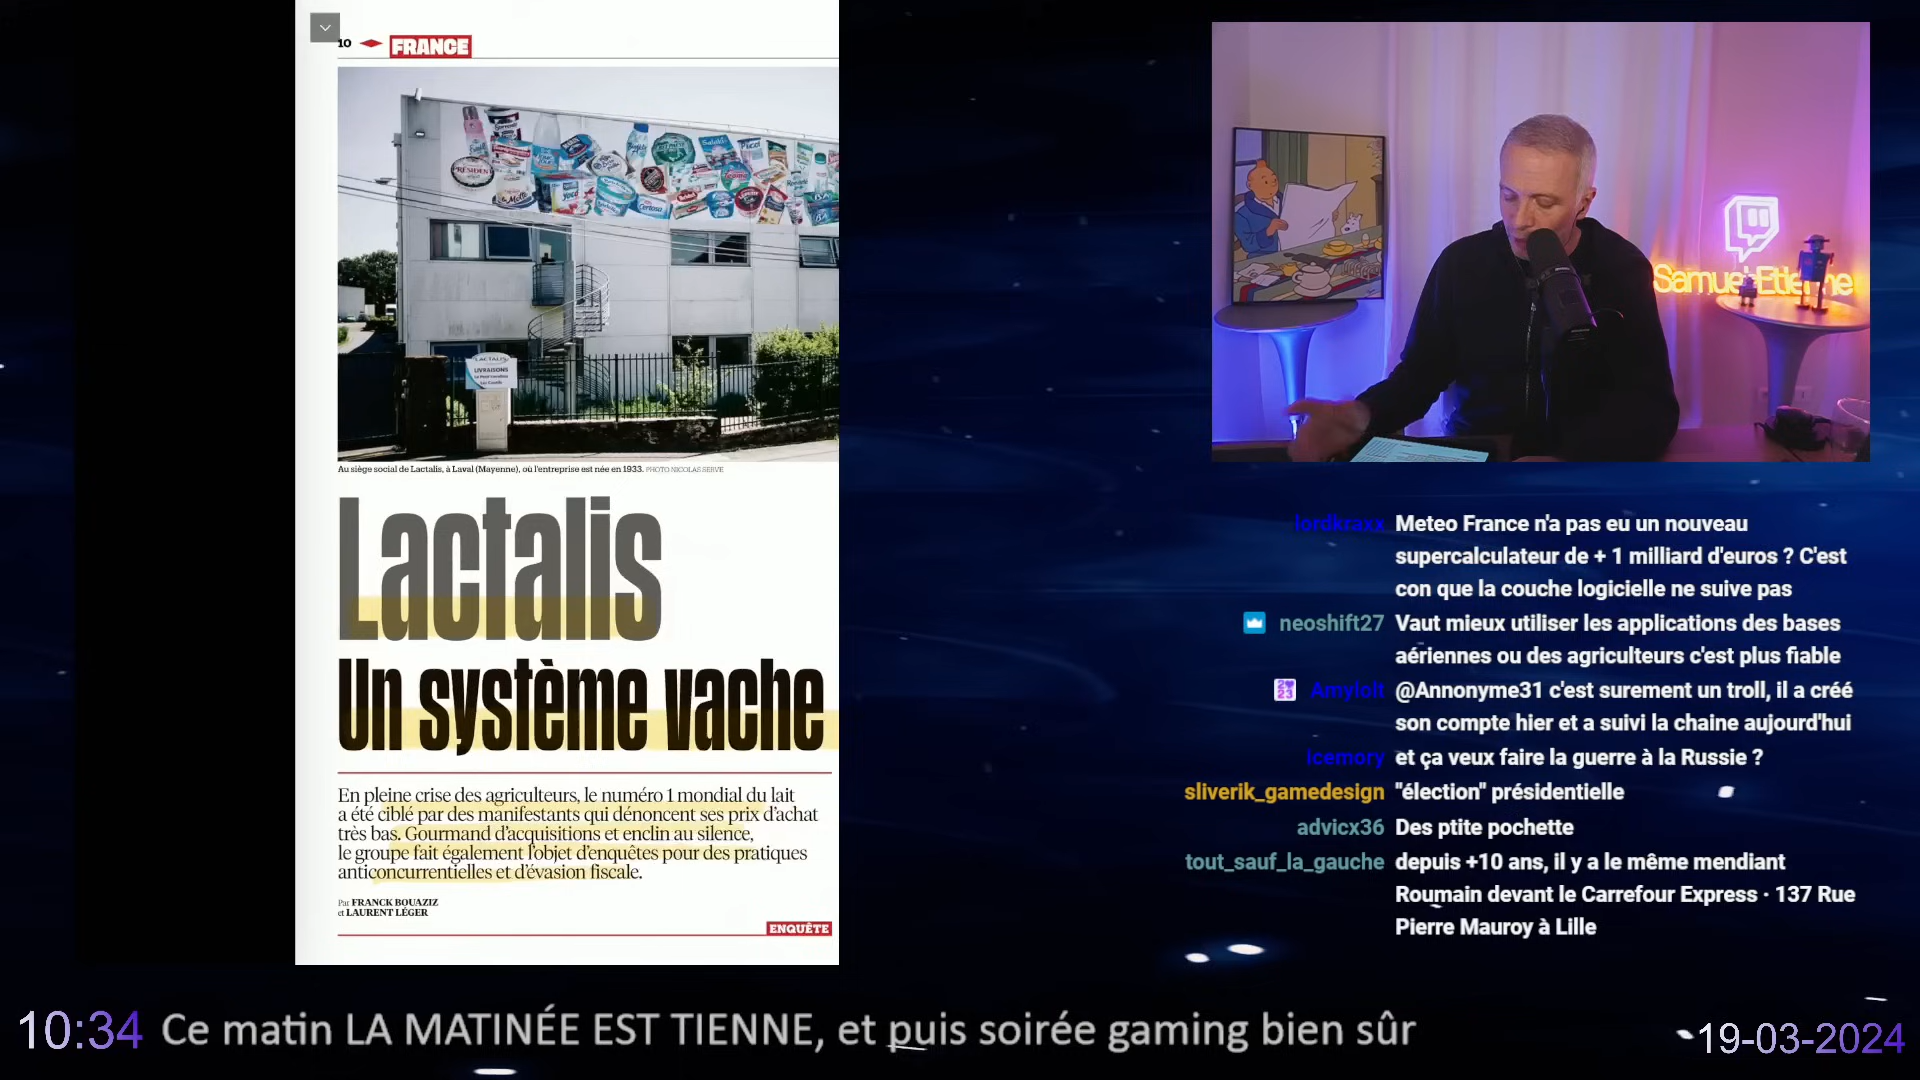 10 FRANCE
PRÉSIDENT
Salakis
LACTALIS
LIVRAISONS
Au siège social de Lactalis, à Laval (Mayenne), où l'entreprise est née en 1933. PHOTO NICOLAS SERVE
Lactalis
Un système vache
En pleine crise des agriculteurs, le numéro 1 mondial du lait
a été ciblé par des manifestants qui dénoncent ses prix d'achat
très bas. Gourmand d'acquisitions et enclin au silence,
le groupe fait également l'objet d'enquêtes pour des pratiques
anticoncurrentielles et d'évasion fiscale.
Par FRANCK BOUAZIZ
et LAURENT LÉGER
ENQUÊTE
Samuel Etienne
lordkraxx Meteo France n'a pas eu un nouveau
supercalculateur de + 1 milliard d'euros ? C'est
con que la couche logicielle ne suive pas
neoshift27 Vaut mieux utiliser les applications des bases
aériennes ou des agriculteurs c'est plus fiable
Amylolt @Annonyme31 c'est surement un troll, il a créé
son compte hier et a suivi la chaine aujourd'hui
Icemory et ça veux faire la guerre à la Russie ?
sliverik_gamedesign "élection" présidentielle
advicx36 Des ptite pochette
tout_sauf_la_gauche depuis +10 ans, il y a le même mendiant
Roumain devant le Carrefour Express · 137 Rue
Pierre Mauroy à Lille
10:34 Ce matin LA MATINÉE EST TIENNE, et puis soirée gaming bien sûr
19-03-2024